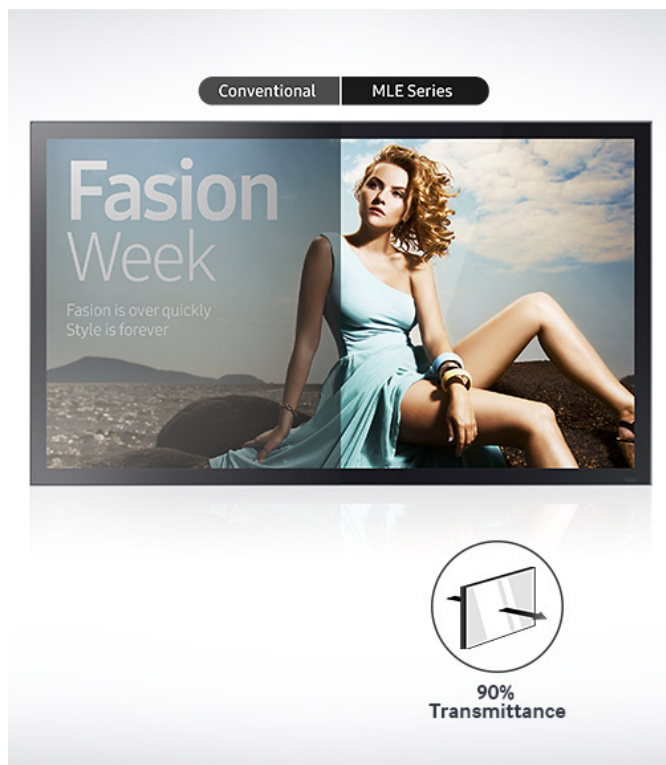 Conventional
MLE Series
Fasion
Week
Fasion is over quickly
Style is forever
90%
Transmittance